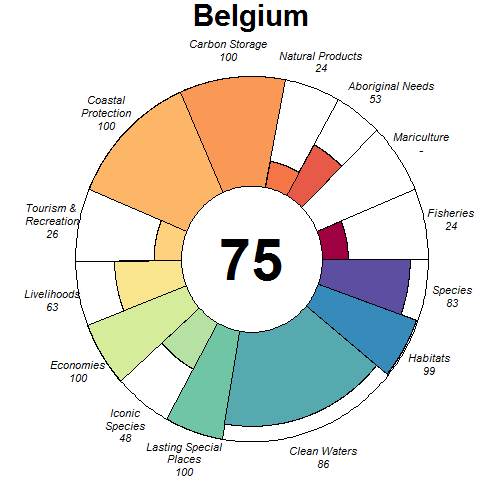 Belgium
Carbon Storage
100
Natural Products
24
Aboriginal Needs
53
Mariculture
-
Fisheries
24
Species
83
Habitats
99
Clean Waters
86
Lasting Special
Places
100
Iconic
Species
48
Economies
100
Livelihoods
63
Tourism &
Recreation
26
Coastal
Protection
100
75